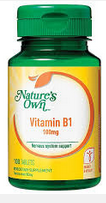 Nature's
Own
Vitamin B1
100mg
Nervous system support
100 TABLETS